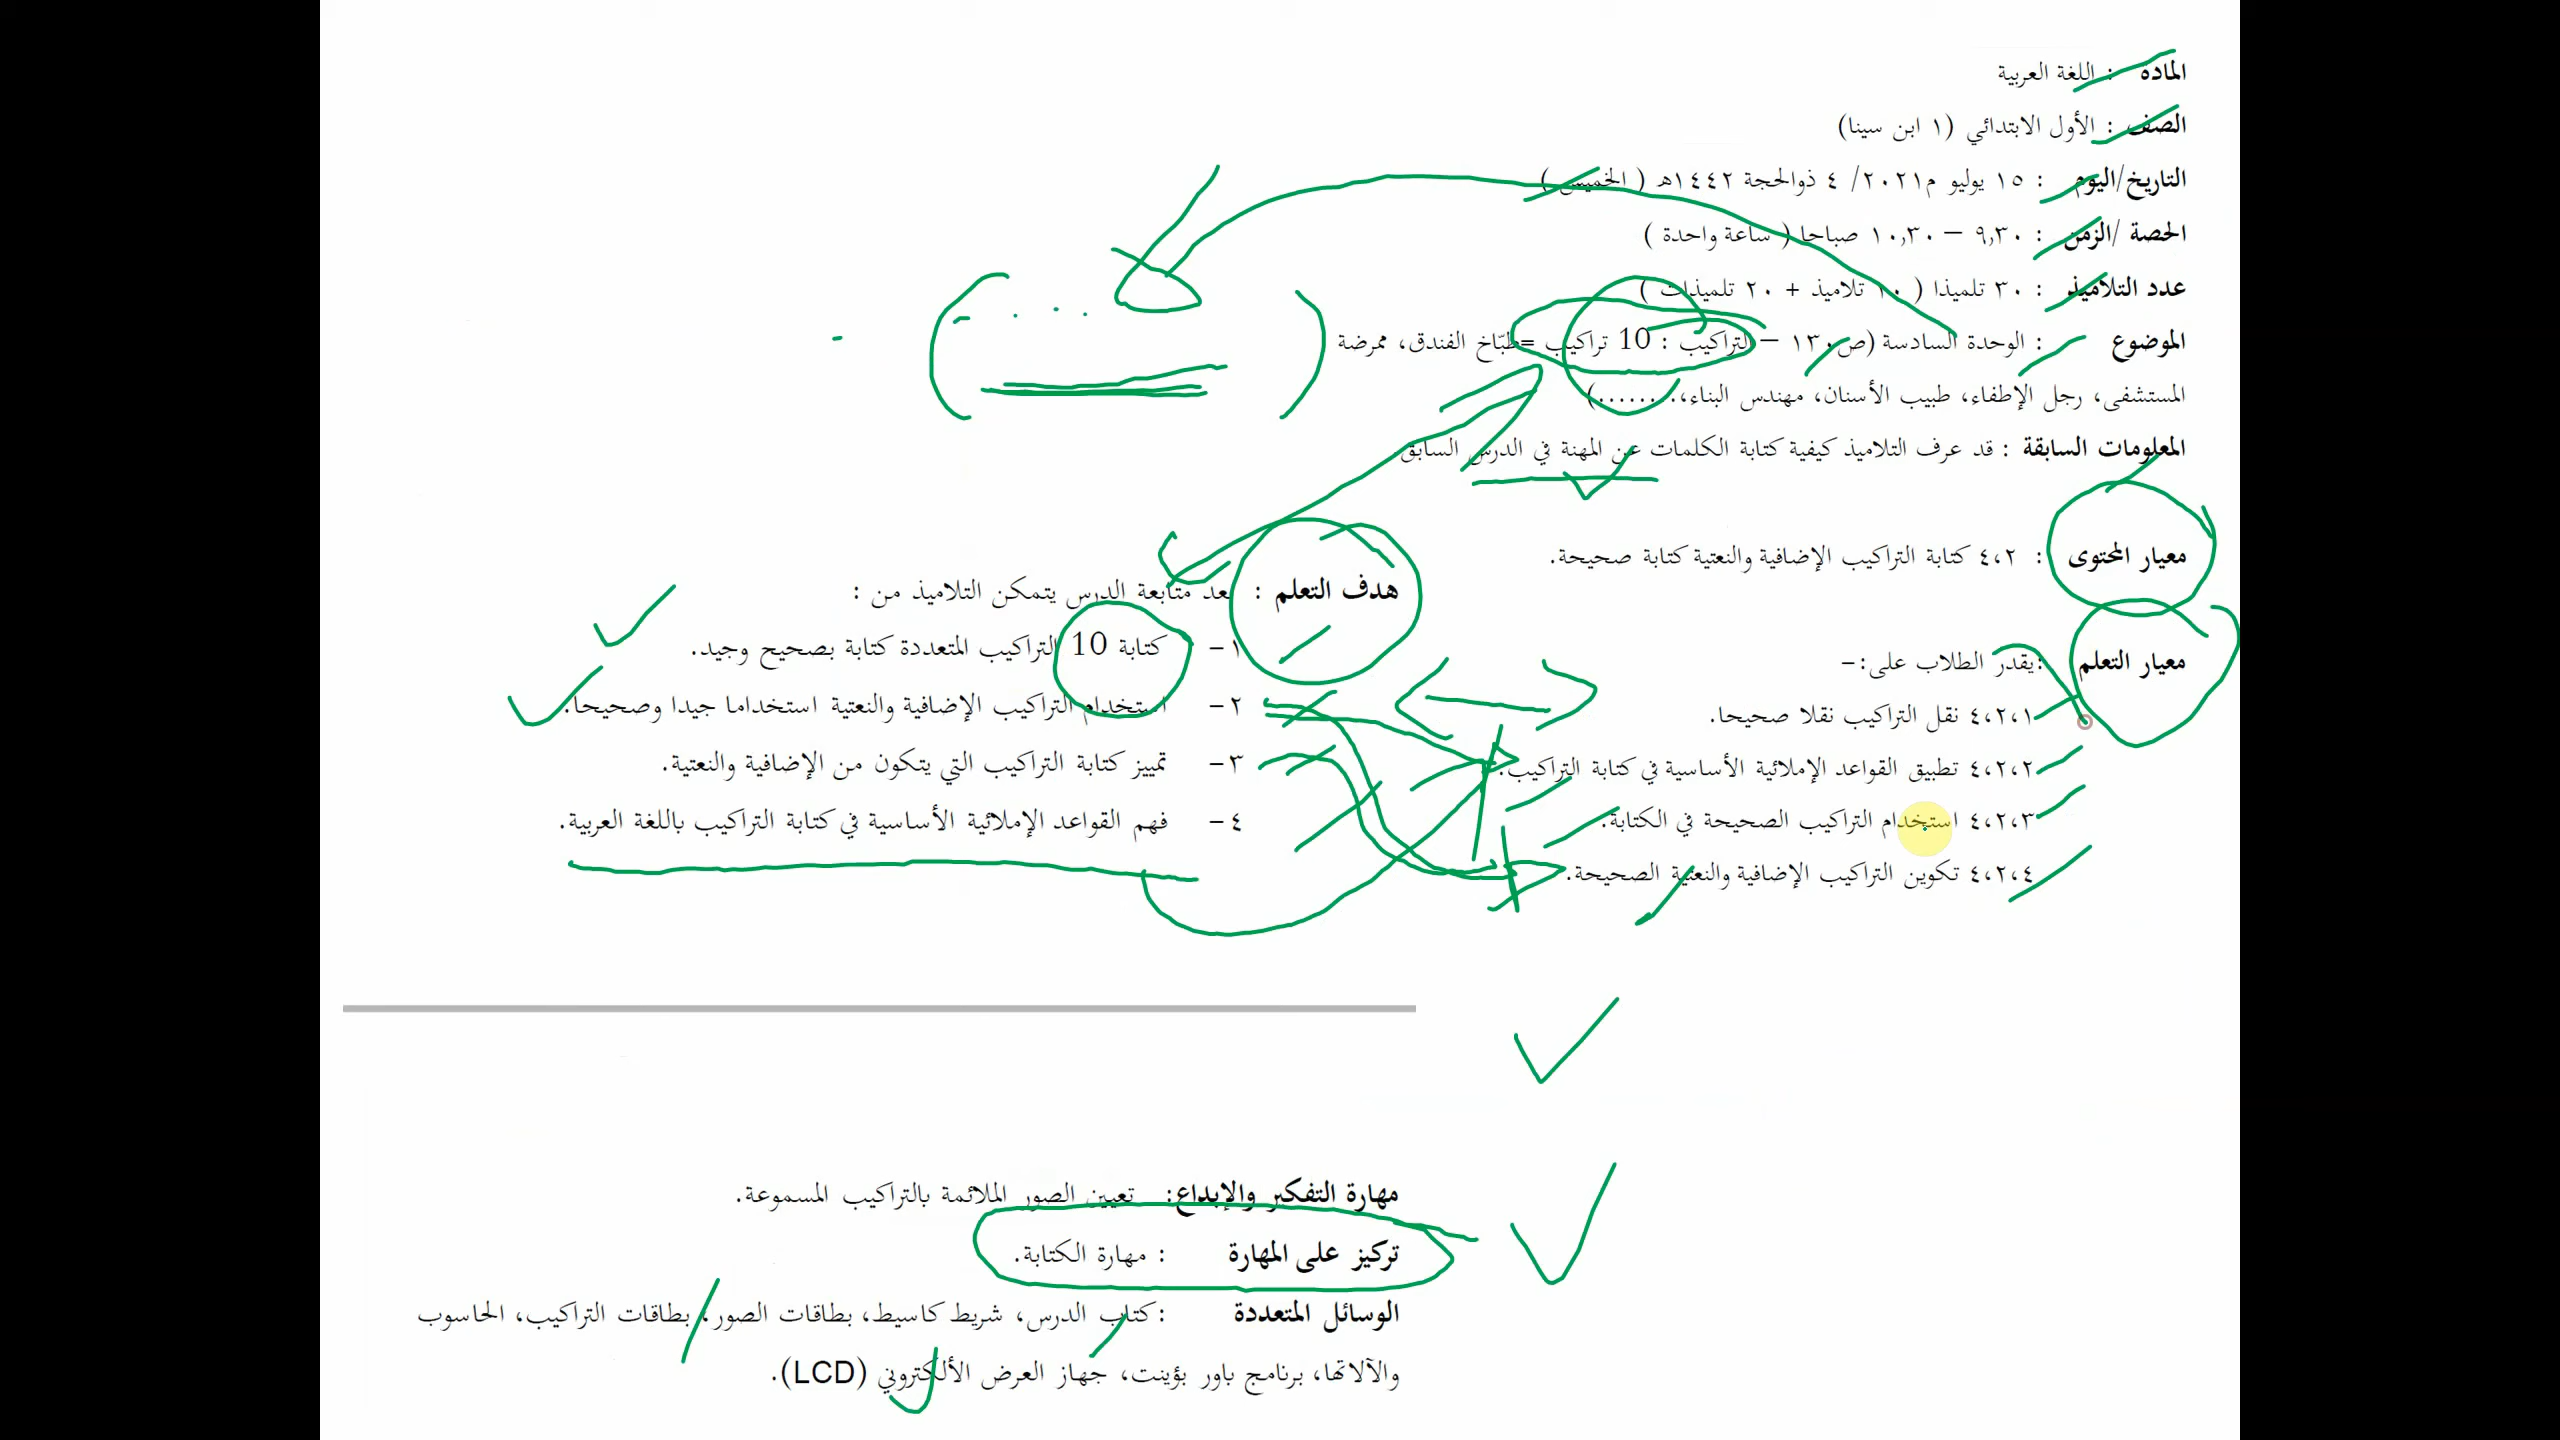 المادة : اللغة العربية
الصف : الأول الابتدائي (١ ابن سينا)
التاريخ/اليوم : ١٥ يوليو ٢٠٢١م/ ٤ ذوالحجة ١٤٤٢هـ ( الخميس )
الحصة /الزمن : ٩,٣٠ – ١٠,٣٠ صباحا ( ساعة واحدة )
عدد التلاميذ : ٣٠ تلميذا ( ١٠ تلاميذ + ٢٠ تلميذات )
الموضوع : الوحدة السادسة (ص ١٣٠ – التراكيب : 10 تراكيب =طبّاخ الفندق، ممرضة
المستشفى، رجل الإطفاء، طبيب الأسنان، مهندس البناء،.......)
المعلومات السابقة : قد عرف التلاميذ كيفية كتابة الكلمات عن المهنة في الدرس السابق.
معيار المحتوى : ٤،٢ كتابة التراكيب الإضافية والنعتية كتابة صحيحة.
معيار التعلم :يقدر الطلاب على:-
٤،٢،١ نقل التراكيب نقلا صحيحا.
٤،٢،٢ تطبيق القواعد الإملائية الأساسية في كتابة التراكيب.
٤،٢،٣ استخدام التراكيب الصحيحة في الكتابة.
٤،٢،٤ تكوين التراكيب الإضافية والنعتية الصحيحة.
هدف التعلم : بعد متابعة الدرس يتمكن التلاميذ من :
١- كتابة 10 التراكيب المتعددة كتابة بصحيح وجيد.
٢- استخدام التراكيب الإضافية والنعتية استخداما جيدا وصحيحا.
٣- تمييز كتابة التراكيب التي يتكون من الإضافية والنعتية.
٤- فهم القواعد الإملائية الأساسية في كتابة التراكيب باللغة العربية.
مهارة التفكير والإبداع: تعيين الصور الملائمة بالتراكيب المسموعة.
تركيز على المهارة : مهارة الكتابة.
الوسائل المتعددة :كتاب الدرس، شريط كاسيط، بطاقات الصور، بطاقات التراكيب، الحاسوب
والآلاتها، برنامج باور بؤينت، جهاز العرض الألكتروني (LCD).